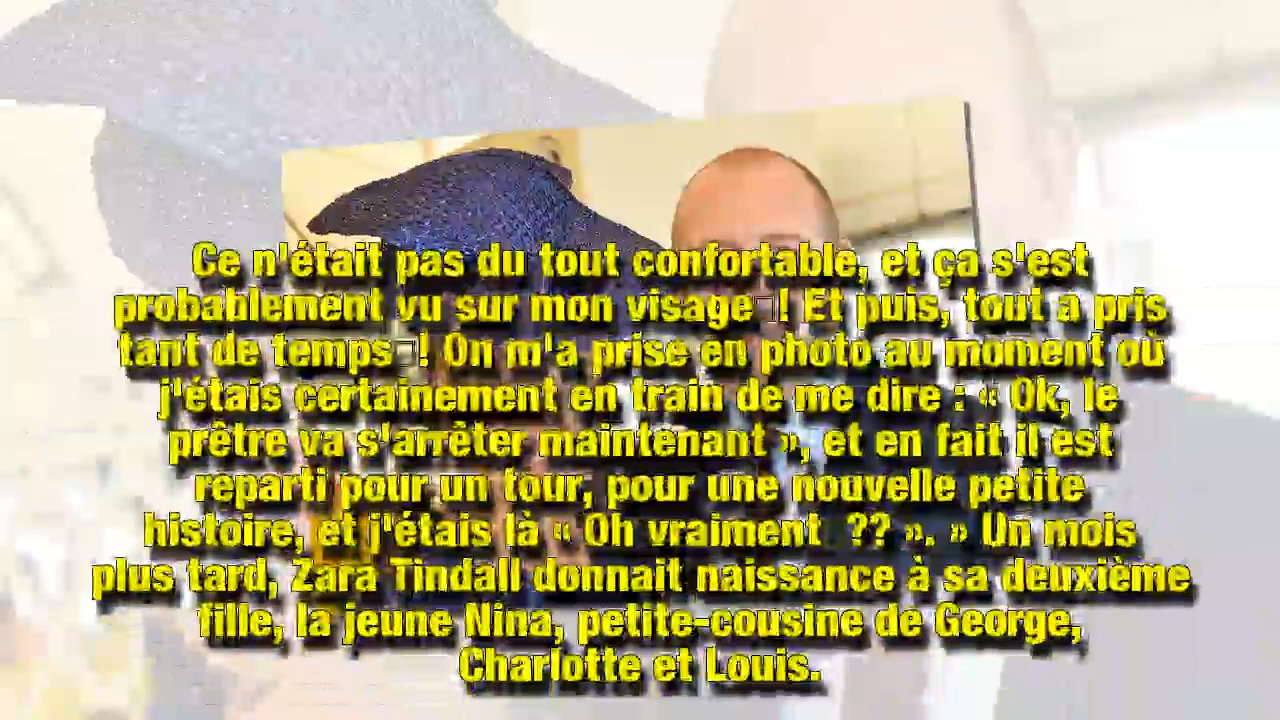 Ce n'était pas du tout confortable, et ça s'est
probablement vu sur mon visage ! Et puis, tout a pris
tant de temps ! On m'a prise en photo au moment où
j'étais certainement en train de me dire : « Ok, le
prêtre va s'arrêter maintenant », et en fait il est
reparti pour un tour, pour une nouvelle petite
histoire, et j'étais là « Oh vraiment ?? ». » Un mois
plus tard, Zara Tindall donnait naissance à sa deuxième
fille, la jeune Nina, petite-cousine de George,
Charlotte et Louis.